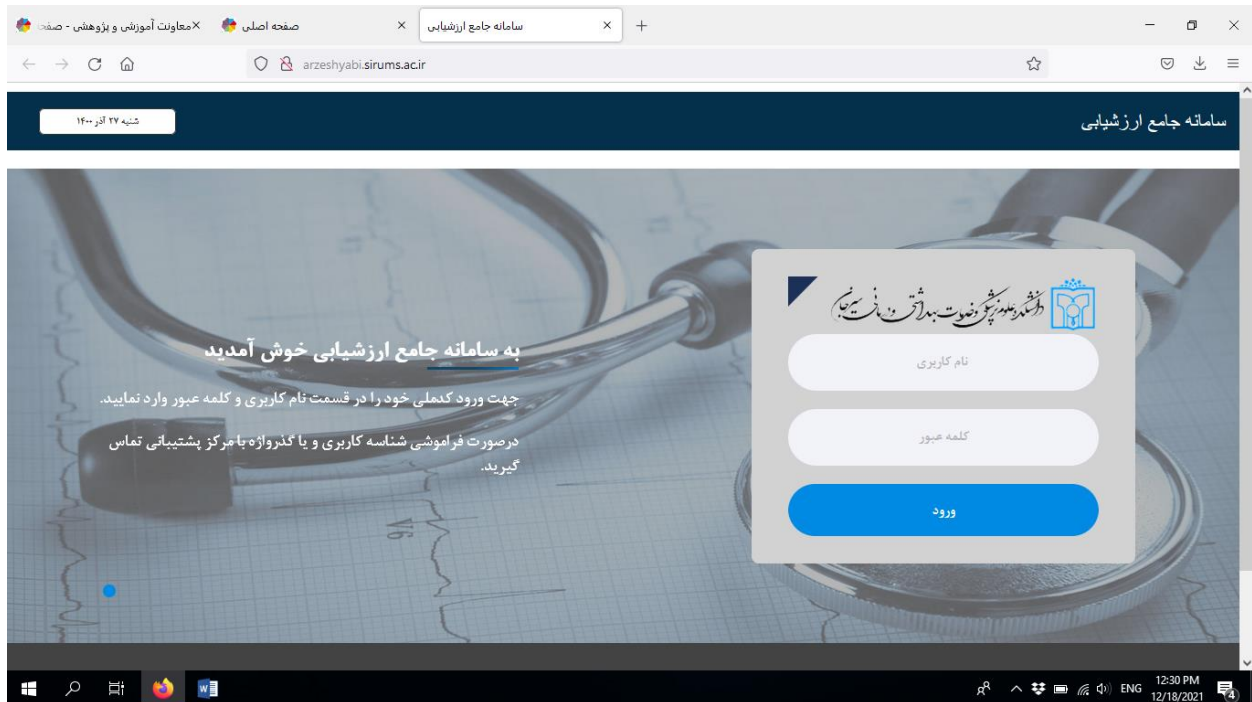 معاونت آموزشی و پژوهشی - صفح
صفحه اصلی
سامانه جامع ارزشیابی
arzeshyabi.sirums.ac.ir
سامانه جامع ارزشیابی
شنبه ۲۷ آذر ۱۴۰۰
دانشکده علوم پزشکی و خدمات بهداشتی درمانی سیرجان
نام کاربری
کلمه عبور
ورود
به سامانه جامع ارزشیابی خوش آمدید
جهت ورود کدملی خود را در قسمت نام کاربری و کلمه عبور وارد نمایید.
درصورت فراموشی شناسه کاربری و یا گذرواژه با مرکز پشتیبانی تماس
گیرید.
V6
ENG
12:30 PM
12/18/2021
4